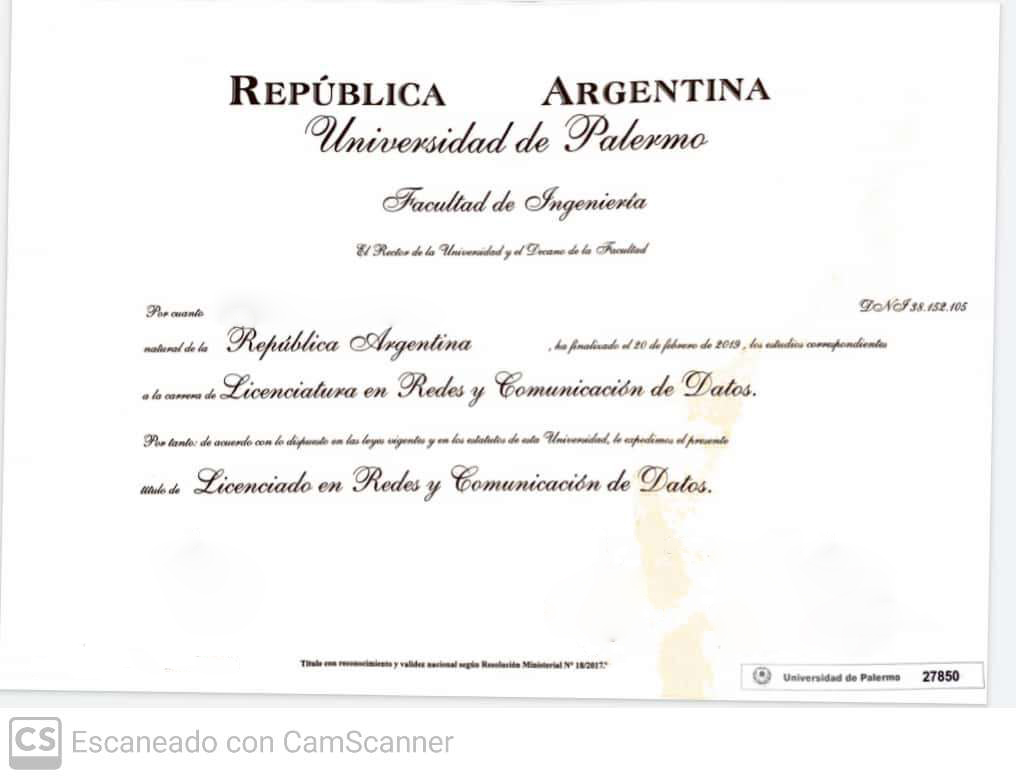 REPÚBLICA ARGENTINA
Universidad de Palermo
Facultad de Ingeniería
El Rector de la Universidad y el Decano de la Facultad
Por cuanto DNI 38.152.105
natural de la República Argentina , ha finalizado el 20 de febrero de 2019 , los estudios correspondientes
a la carrera de Licenciatura en Redes y Comunicación de Datos.
Por tanto: de acuerdo con lo dispuesto en las leyes vigentes y en los estatutos de esta Universidad, le expedimos el presente
título de Licenciado en Redes y Comunicación de Datos.
Título con reconocimiento y validez nacional según Resolución Ministerial Nº 18/2017."
Universidad de Palermo 27850
CS Escaneado con CamScanner